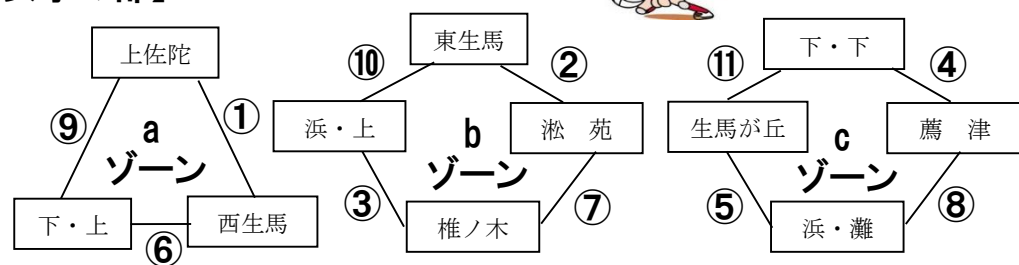 上佐陀
⑨
①
a
ゾーン
下・上
西生馬
⑥
東生馬
⑩
②
浜・上
淞 苑
b
ゾーン
③
⑦
椎ノ木
下・下
⑪
④
生馬が丘
薦 津
c
ゾーン
⑤
⑧
浜・灘